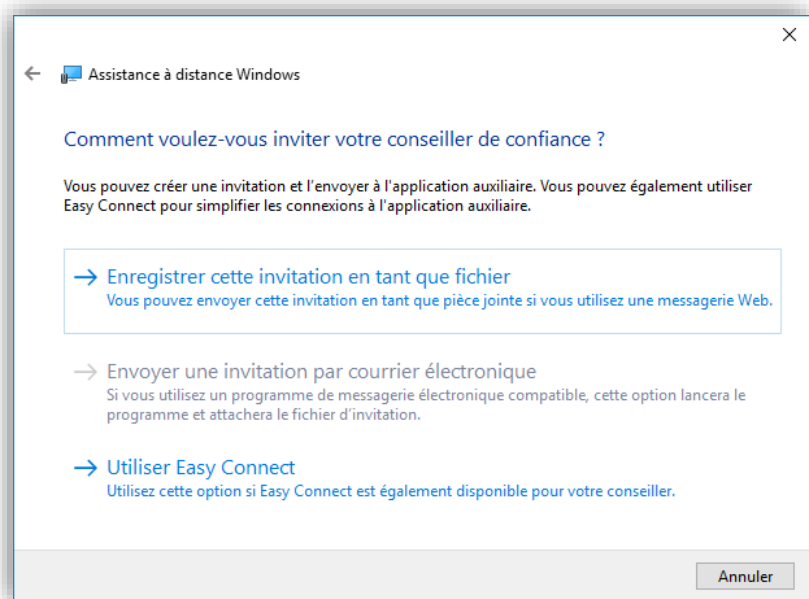 Assistance à distance Windows
Comment voulez-vous inviter votre conseiller de confiance ?
Vous pouvez créer une invitation et l'envoyer à l'application auxiliaire. Vous pouvez également utiliser
Easy Connect pour simplifier les connexions à l'application auxiliaire.
Enregistrer cette invitation en tant que fichier
Vous pouvez envoyer cette invitation en tant que pièce jointe si vous utilisez une messagerie Web.
Envoyer une invitation par courrier électronique
Si vous utilisez un programme de messagerie électronique compatible, cette option lancera le
programme et attachera le fichier d'invitation.
Utiliser Easy Connect
Utilisez cette option si Easy Connect est également disponible pour votre conseiller.
Annuler